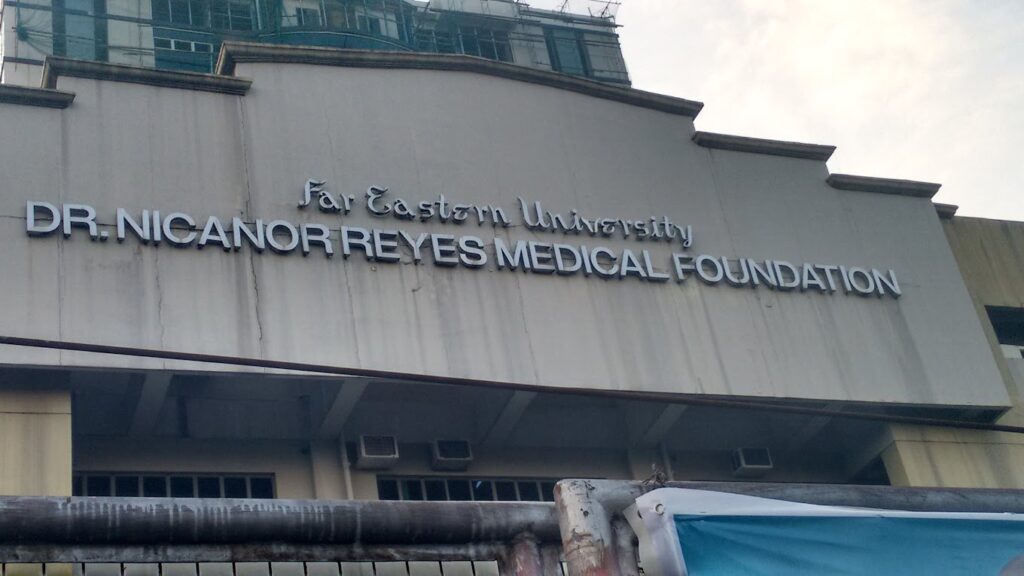 Far Eastern University
DR. NICANOR REYES MEDICAL FOUNDATION